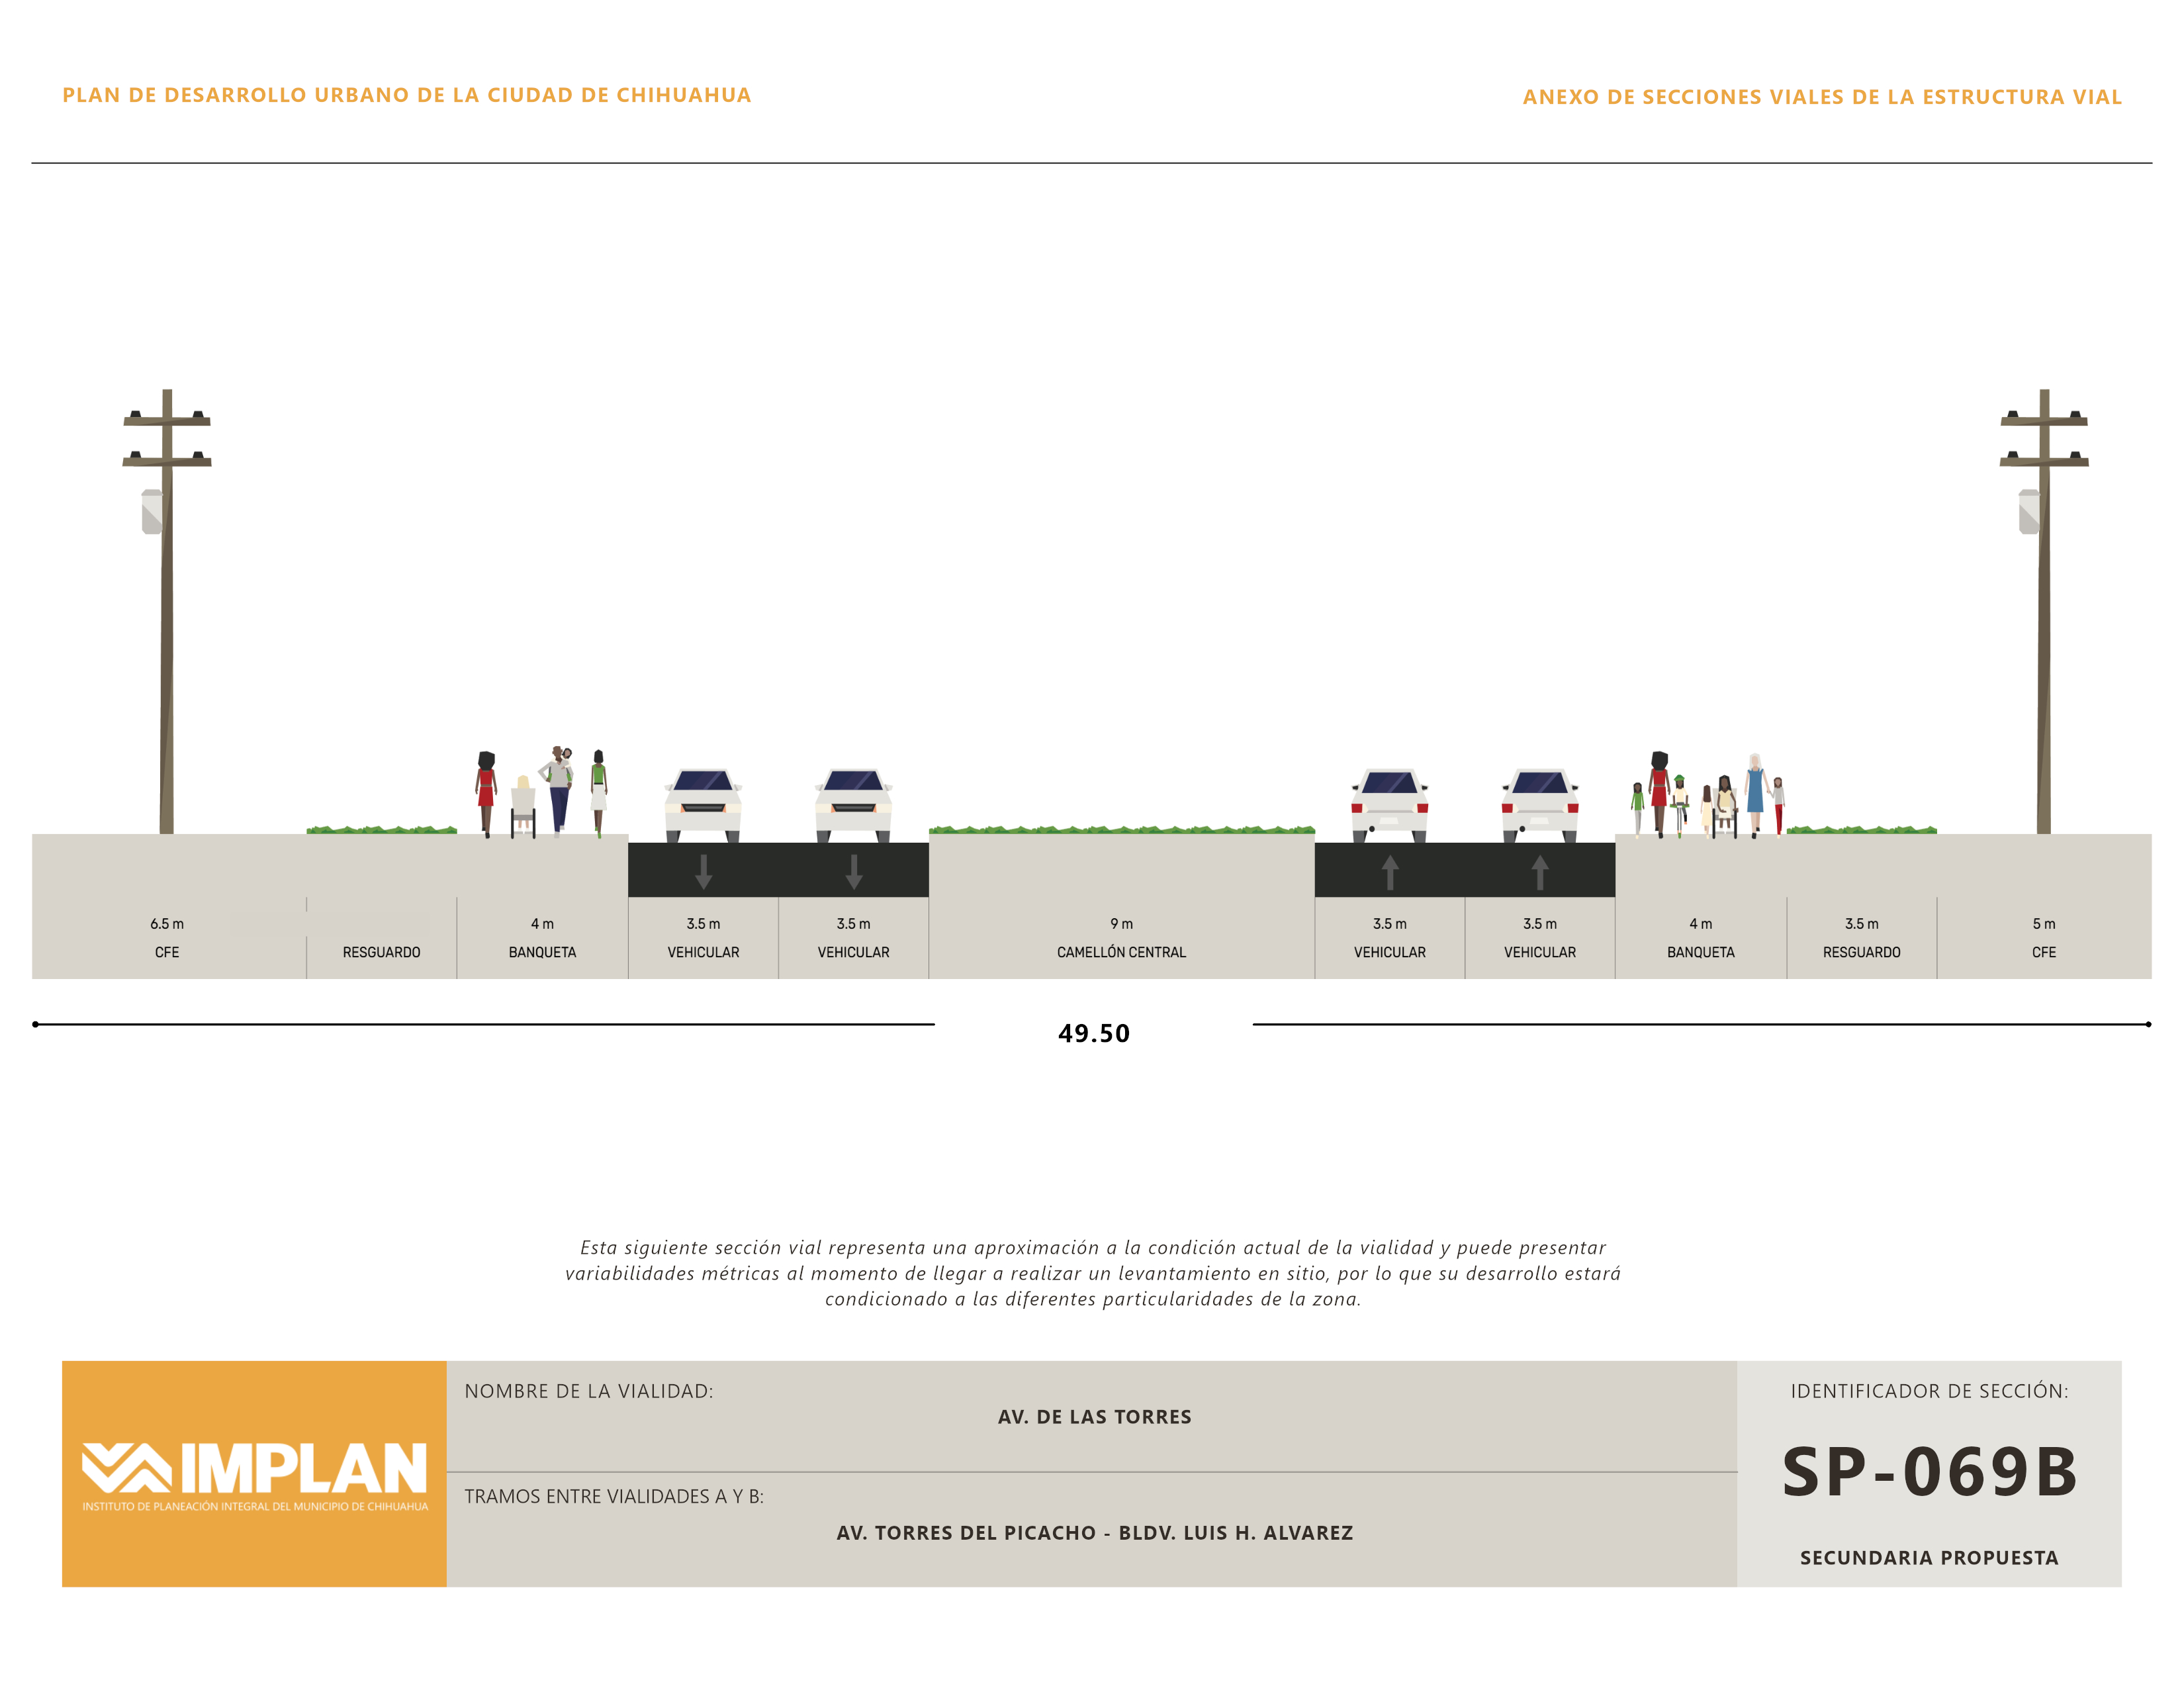 PLAN DE DESARROLLO URBANO DE LA CIUDAD DE CHIHUAHUA
ANEXO DE SECCIONES VIALES DE LA ESTRUCTURA VIAL
6.5 m 4 m 3.5 m 3.5 m 9 m 3.5 m 3.5 m 4 m 3.5 m 5 m
CFE RESGUARDO BANQUETA VEHICULAR VEHICULAR CAMELLÓN CENTRAL VEHICULAR VEHICULAR BANQUETA RESGUARDO CFE
49.50
Esta siguiente sección vial representa una aproximación a la condición actual de la vialidad y puede presentar
variabilidades métricas al momento de llegar a realizar un levantamiento en sitio, por lo que su desarrollo estará
condicionado a las diferentes particularidades de la zona.
IMPLAN
INSTITUTO DE PLANEACIÓN INTEGRAL DEL MUNICIPIO DE CHIHUAHUA
NOMBRE DE LA VIALIDAD:
AV. DE LAS TORRES
TRAMOS ENTRE VIALIDADES A Y B:
AV. TORRES DEL PICACHO - BLDV. LUIS H. ALVAREZ
IDENTIFICADOR DE SECCIÓN:
SP-069B
SECUNDARIA PROPUESTA